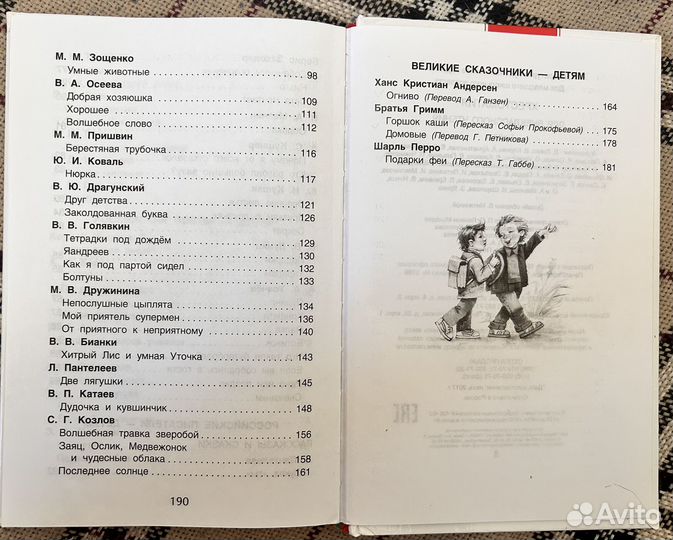 М. М. Зощенко
Умные животные 98
В. А. Осеева
Добрая хозяюшка 109
Хорошее 111
Волшебное слово 112
М. М. Пришвин
Берестяная трубочка 116
Ю. И. Коваль
Нюрка 117
В. Ю. Драгунский
Друг детства 121
Заколдованная буква 126
В. В. Голявкин
Тетрадки под дождём 129
Яандреев 130
Как я под партой сидел 132
Болтуны 133
М. В. Дружинина
Непослушные цыплята 134
Мой приятель супермен 136
От приятного к неприятному 140
В. В. Бианки
Хитрый Лис и умная Уточка 143
Л. Пантелеев
Две лягушки 145
В. П. Катаев
Дудочка и кувшинчик 148
С. Г. Козлов
Волшебная травка зверобой 156
Заяц, Ослик, Медвежонок
и чудесные облака 158
Последнее солнце 161
190
ВЕЛИКИЕ СКАЗОЧНИКИ — ДЕТЯМ
Ханс Кристиан Андерсен
Огниво (Перевод А. Ганзен) 164
Братья Гримм
Горшок каши (Пересказ Софьи Прокофьевой) 175
Домовые (Перевод Г. Петникова) 178
Шарль Перро
Подарки феи (Пересказ Т. Габбе) 181
Avito